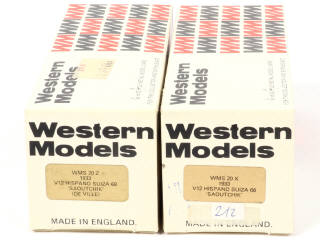 Western
Models
WMS 20 Z
1933
V12 HISPANO SUIZA 68
'SAOUTCHIK'
(DE VILLE)
MADE IN ENGLAND.
Western
Models
WMS 20 X
1933
V12 HISPANO SUIZA 68
'SAOUTCHIK'
212
MADE IN ENGLAND.